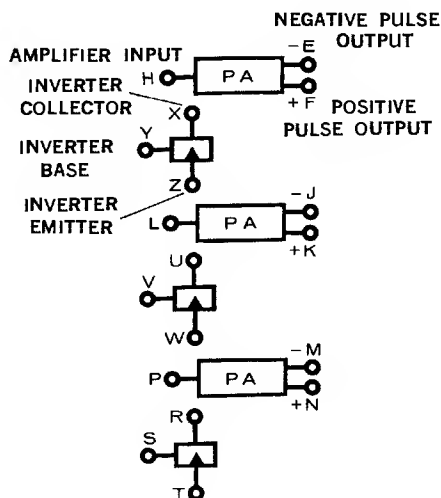 NEGATIVE PULSE
OUTPUT
AMPLIFIER INPUT
H
PA
-E
+F
INVERTER
COLLECTOR
X
POSITIVE
PULSE OUTPUT
Y
INVERTER
BASE
Z
INVERTER
EMITTER
L
PA
-J
+K
U
V
W
P
PA
-M
+N
R
S
T